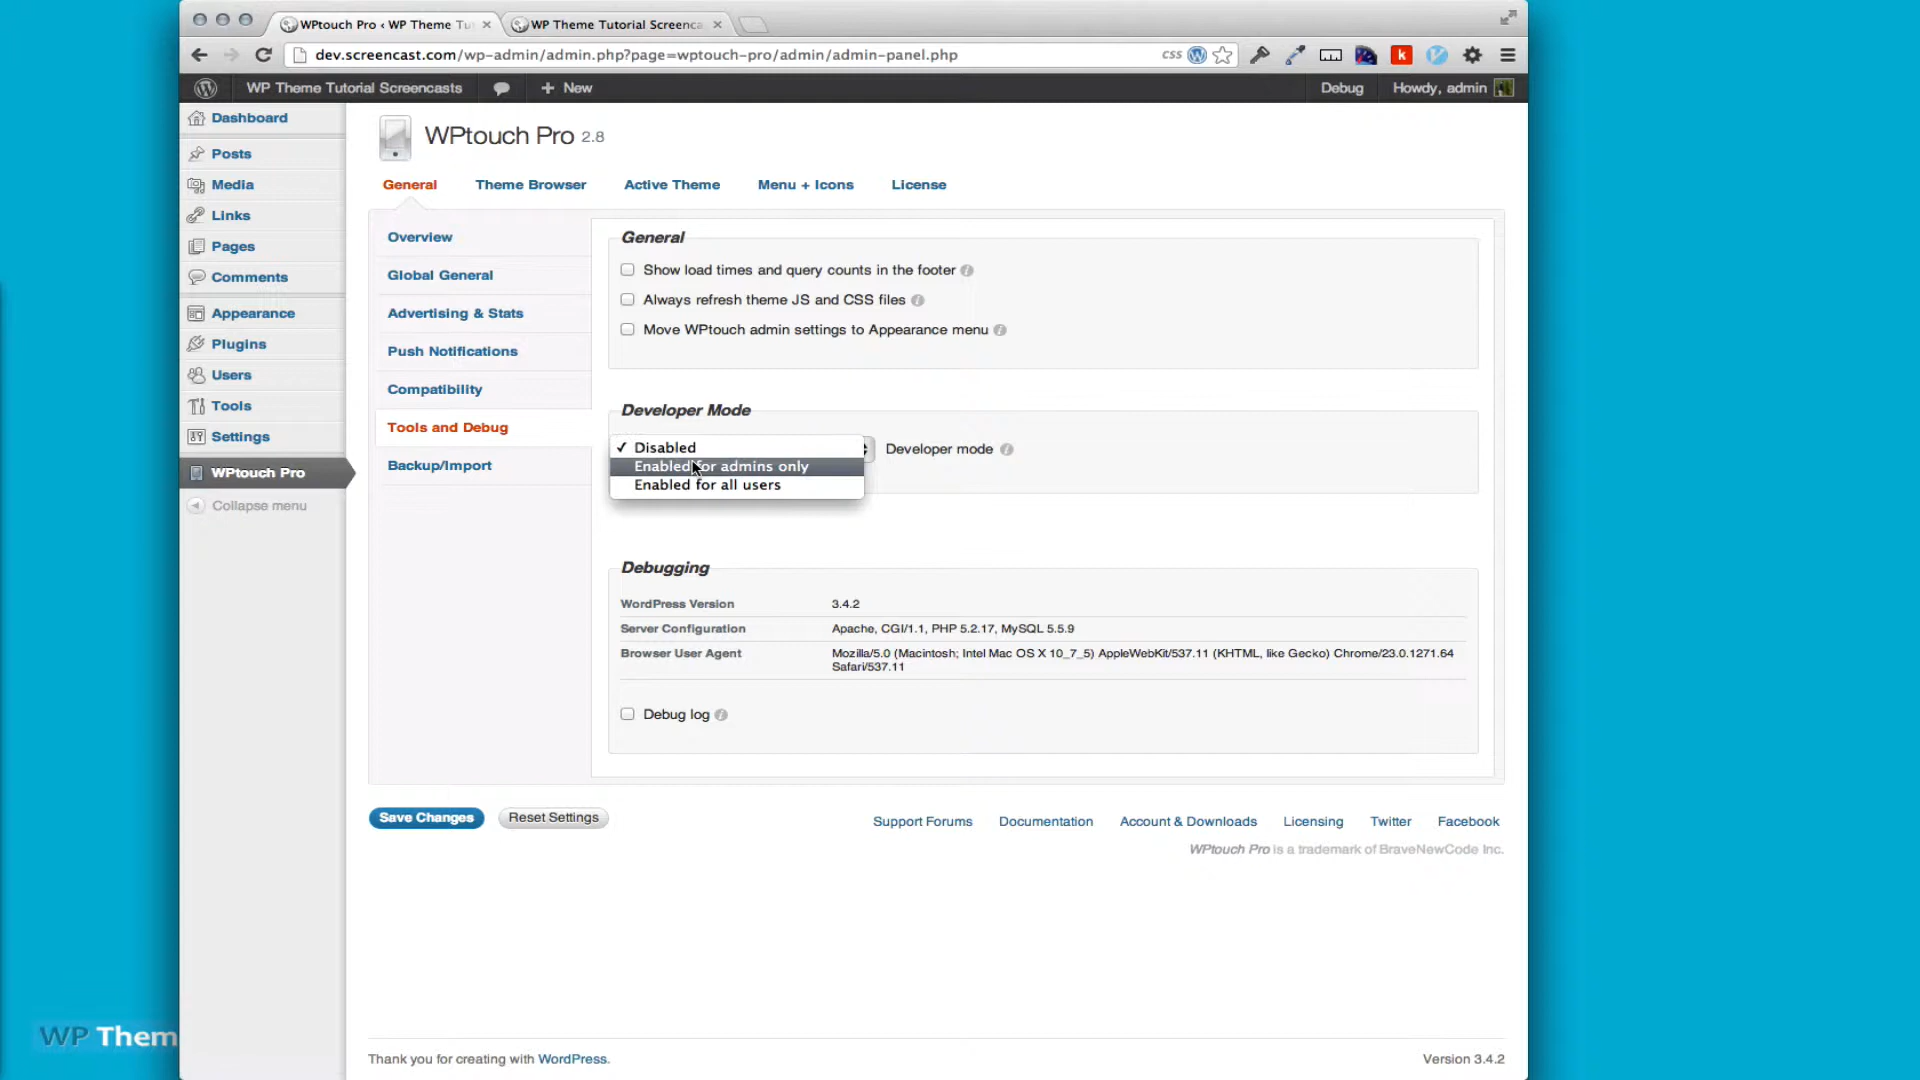 WPtouch Pro ‹ WP Theme Tu
WP Theme Tutorial Screenca
dev.screencast.com/wp-admin/admin.php?page=wptouch-pro/admin/admin-panel.php
CSS
k
WP Theme Tutorial Screencasts
+ New
Debug
Howdy, admin
Dashboard
Posts
Media
Links
Pages
Comments
Appearance
Plugins
Users
Tools
Settings
WPtouch Pro
Collapse menu
WPtouch Pro 2.8
General
Theme Browser
Active Theme
Menu + Icons
License
Overview
Global General
Advertising & Stats
Push Notifications
Compatibility
Tools and Debug
Backup/Import
General
Show load times and query counts in the footer
Always refresh theme JS and CSS files
Move WPtouch admin settings to Appearance menu
Developer Mode
✓ Disabled
Enabled for admins only
Enabled for all users
Developer mode
Debugging
WordPress Version 3.4.2
Server Configuration Apache, CGI/1.1, PHP 5.2.17, MySQL 5.5.9
Browser User Agent Mozilla/5.0 (Macintosh; Intel Mac OS X 10_7_5) AppleWebKit/537.11 (KHTML, like Gecko) Chrome/23.0.1271.64
Safari/537.11
Debug log
Save Changes
Reset Settings
Support Forums
Documentation
Account & Downloads
Licensing
Twitter
Facebook
WPtouch Pro is a trademark of BraveNewCode Inc.
WP Them
Thank you for creating with WordPress.
Version 3.4.2